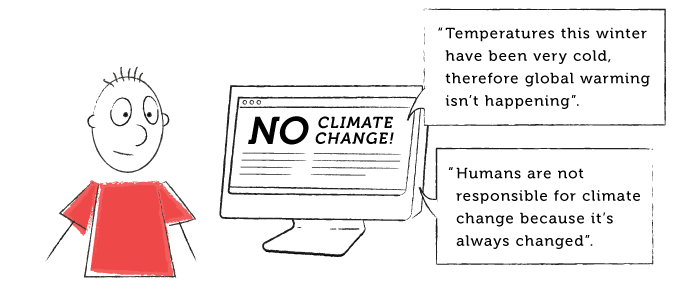 "Temperatures this winter
have been very cold,
therefore global warming
isn't happening".
NO CLIMATE
CHANGE!
"Humans are not
responsible for climate
change because it's
always changed".